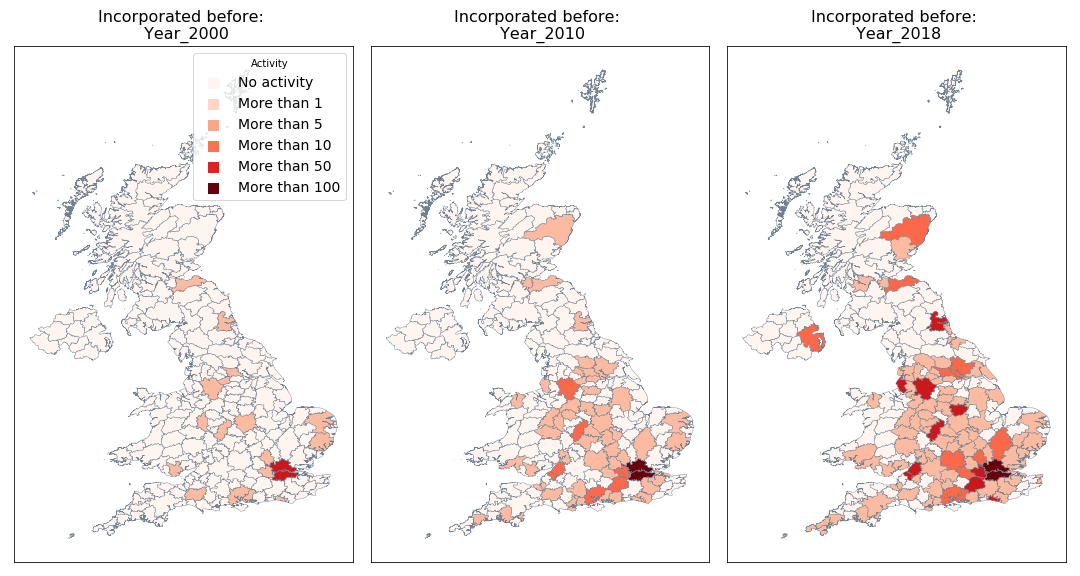 Incorporated before:
Year_2000
Incorporated before:
Year_2010
Incorporated before:
Year_2018
Activity
No activity
More than 1
More than 5
More than 10
More than 50
More than 100